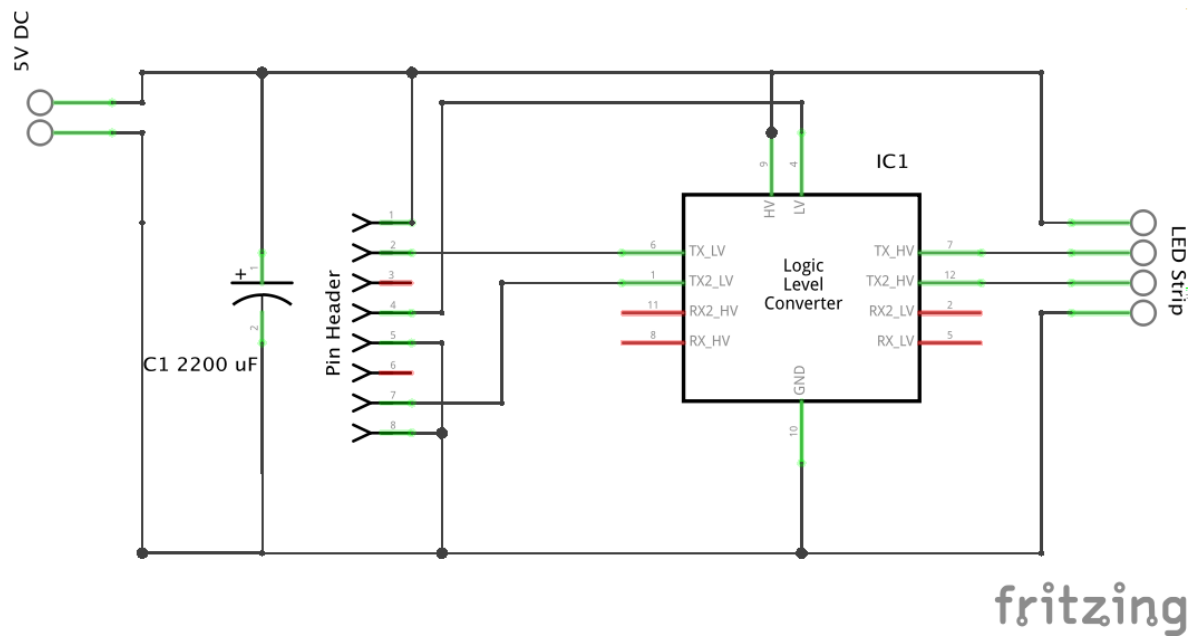 5V DC
+
1
2
C1 2200 uF
Pin Header
1
2
3
4
5
6
7
8
IC1
9
4
HV
LV
6
TX_LV
1
TX2_LV
11
RX2_HV
8
RX_HV
Logic
Level
Converter
TX_HV
7
TX2_HV
12
RX2_LV
2
RX_LV
5
GND
10
LED Strip
fritzing